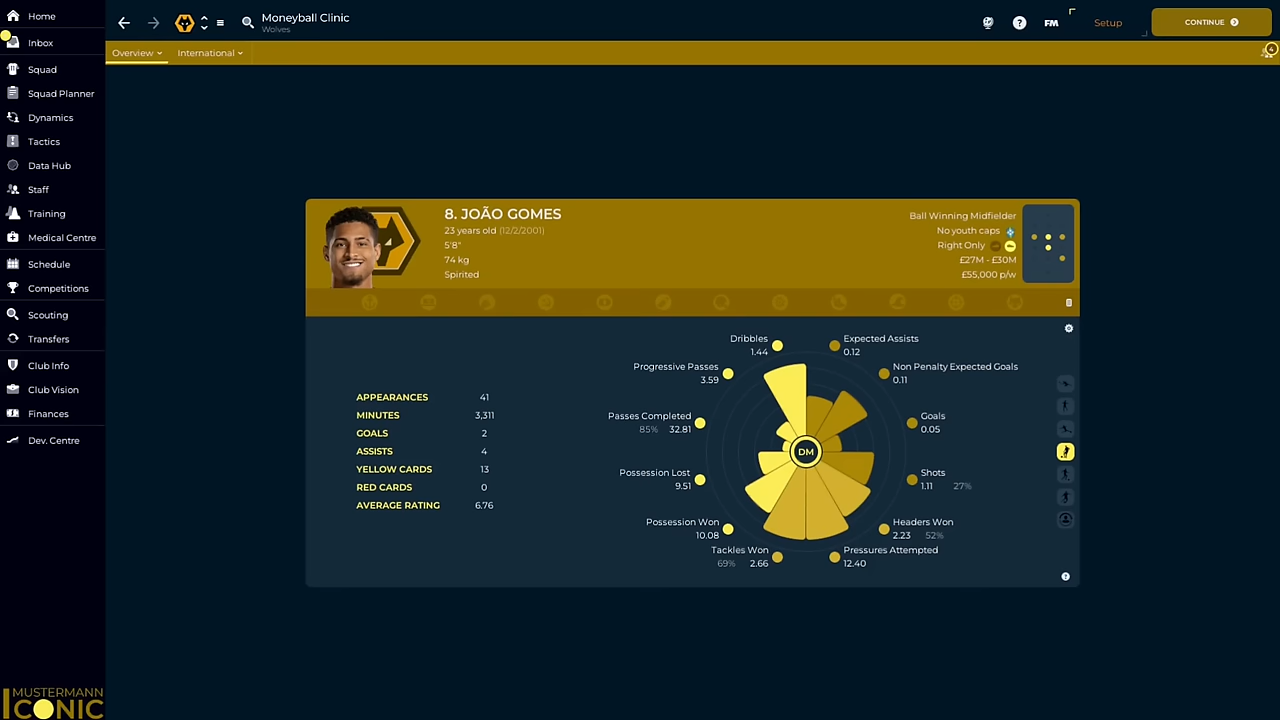 Home
Inbox
Squad
Squad Planner
Dynamics
Tactics
Data Hub
Staff
Training
Medical Centre
Schedule
Competitions
Scouting
Transfers
Club Info
Club Vision
Finances
Dev. Centre
MUSTERMANN
ICONIC
Moneyball Clinic
Wolves
FM
Setup
CONTINUE
Overview
International
4
8. JOÃO GOMES
23 years old (12/2/2001)
5'8"
74 kg
Spirited
Ball Winning Midfielder
No youth caps
Right Only
£27M - £30M
£55,000 p/w
APPEARANCES 41
MINUTES 3,311
GOALS 2
ASSISTS 4
YELLOW CARDS 13
RED CARDS 0
AVERAGE RATING 6.76
Dribbles
1.44
Expected Assists
0.12
Progressive Passes
3.59
Non Penalty Expected Goals
0.11
Passes Completed
85% 32.81
Goals
0.05
DM
Possession Lost
9.51
Shots
1.11 27%
Possession Won
10.08
Headers Won
2.23 52%
Tackles Won
69% 2.66
Pressures Attempted
12.40